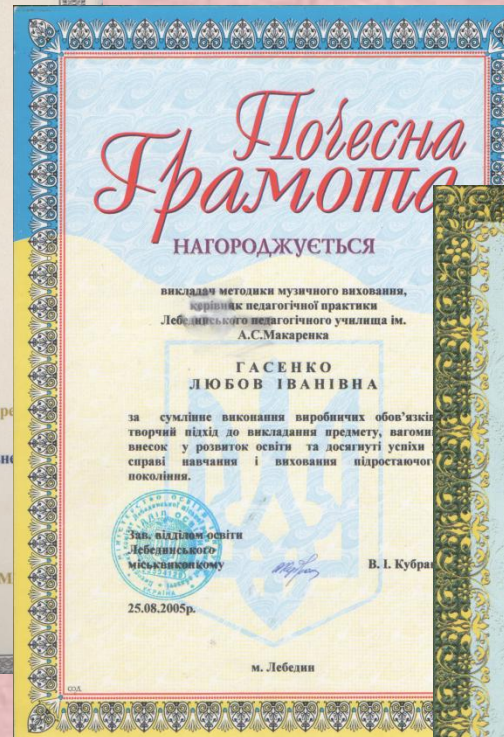 Почесна
Грамота
НАГОРОДЖУЄТЬСЯ
викладач методики музичного виховання,
керівник педагогічної практики
Лебединського педагогічного училища ім.
А.С.Макаренка
ГАСЕНКО
ЛЮБОВ ІВАНІВНА
за сумлінне виконання виробничих обов'язків
творчий підхід до викладання предмету, вагомий
внесок у розвиток освіти та досягнуті успіхи у
справі навчання і виховання підростаючого
покоління.
Зав. відділом освіти
Лебединського
міськвиконкому
В. І. Кубрак
25.08.2005р.
м. Лебедин